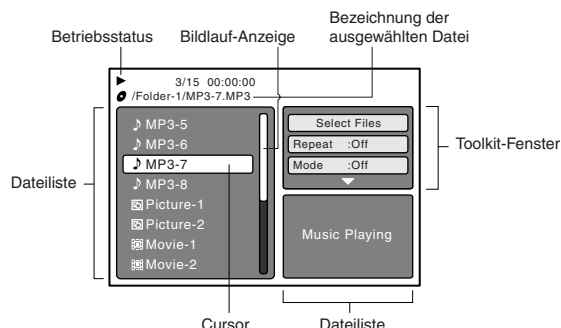 Bezeichnung der
ausgewählten Datei
Betriebsstatus
Bildlauf-Anzeige
3/15 00:00:00
/Folder-1/MP3-7.MP3
MP3-5
MP3-6
MP3-7
MP3-8
Picture-1
Picture-2
Movie-1
Movie-2
Select Files
Repeat :Off
Mode :Off
Music Playing
Toolkit-Fenster
Dateiliste
Cursor
Dateiliste